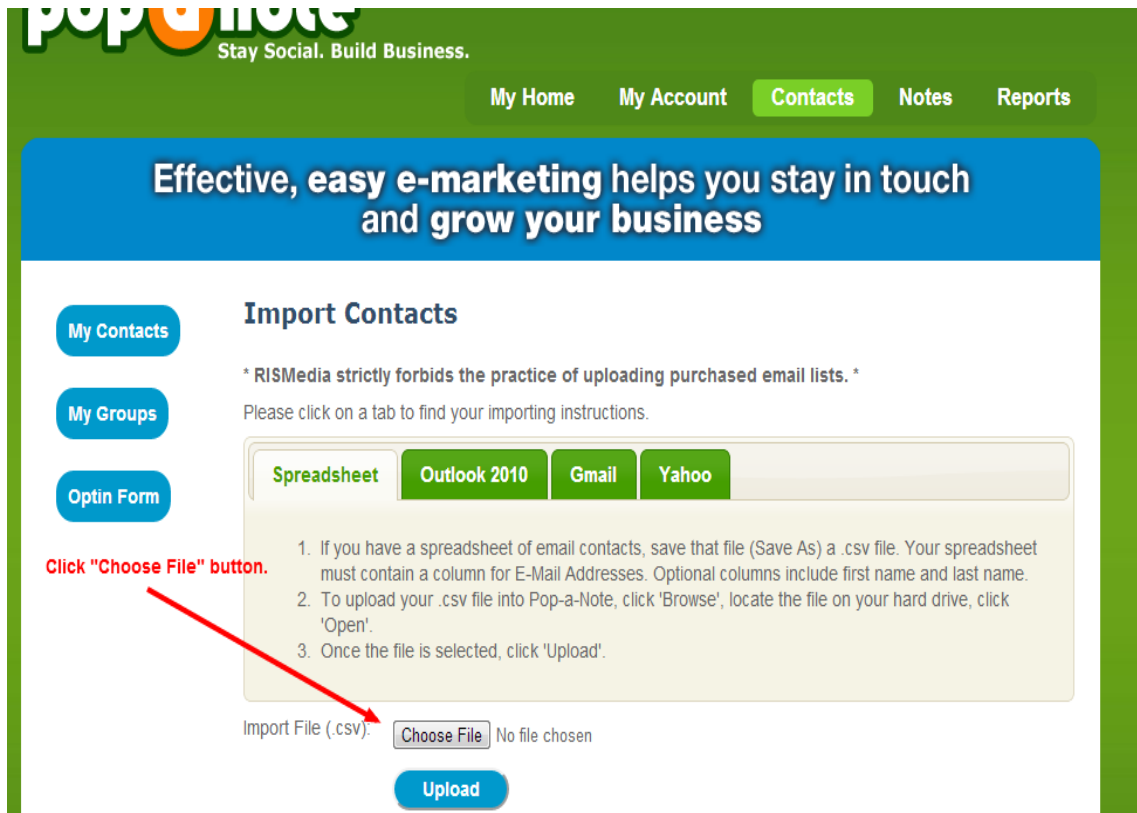 pop a note
Stay Social. Build Business.
My Home My Account Contacts Notes Reports
Effective, easy e-marketing helps you stay in touch
and grow your business
Import Contacts
My Contacts
* RISMedia strictly forbids the practice of uploading purchased email lists. *
My Groups
Please click on a tab to find your importing instructions.
Spreadsheet Outlook 2010 Gmail Yahoo
Optin Form
1. If you have a spreadsheet of email contacts, save that file (Save As) a .csv file. Your spreadsheet
must contain a column for E-Mail Addresses. Optional columns include first name and last name.
2. To upload your .csv file into Pop-a-Note, click 'Browse', locate the file on your hard drive, click
'Open'.
3. Once the file is selected, click 'Upload'.
Click "Choose File" button.
Import File (.csv): Choose File No file chosen
Upload